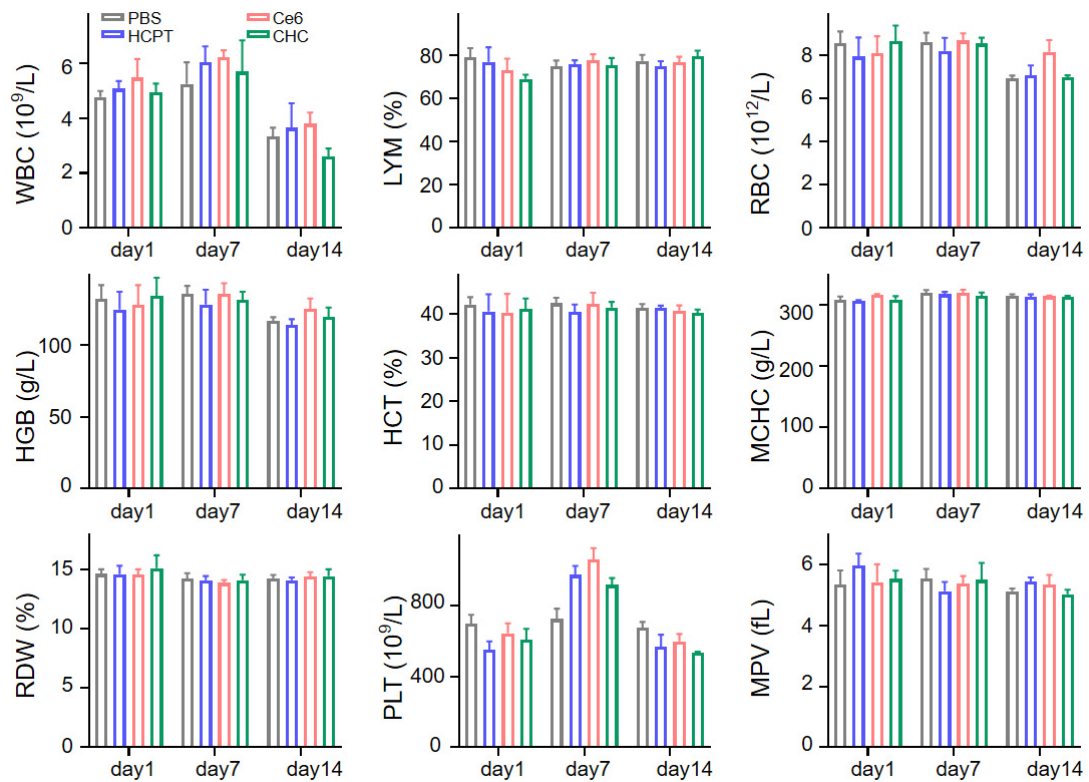 PBS
Ce6
HCPT
CHC
WBC (10⁹/L)
6
4
2
0
day1
day7
day14
LYM (%)
80
60
40
20
0
day1
day7
day14
RBC (10¹²/L)
8
6
4
2
0
day1
day7
day14
HGB (g/L)
100
50
0
day1
day7
day14
HCT (%)
40
30
20
10
0
day1
day7
day14
MCHC (g/L)
300
200
100
0
day1
day7
day14
RDW (%)
15
10
5
0
day1
day7
day14
PLT (10⁹/L)
800
400
0
day1
day7
day14
MPV (fL)
6
4
2
0
day1
day7
day14